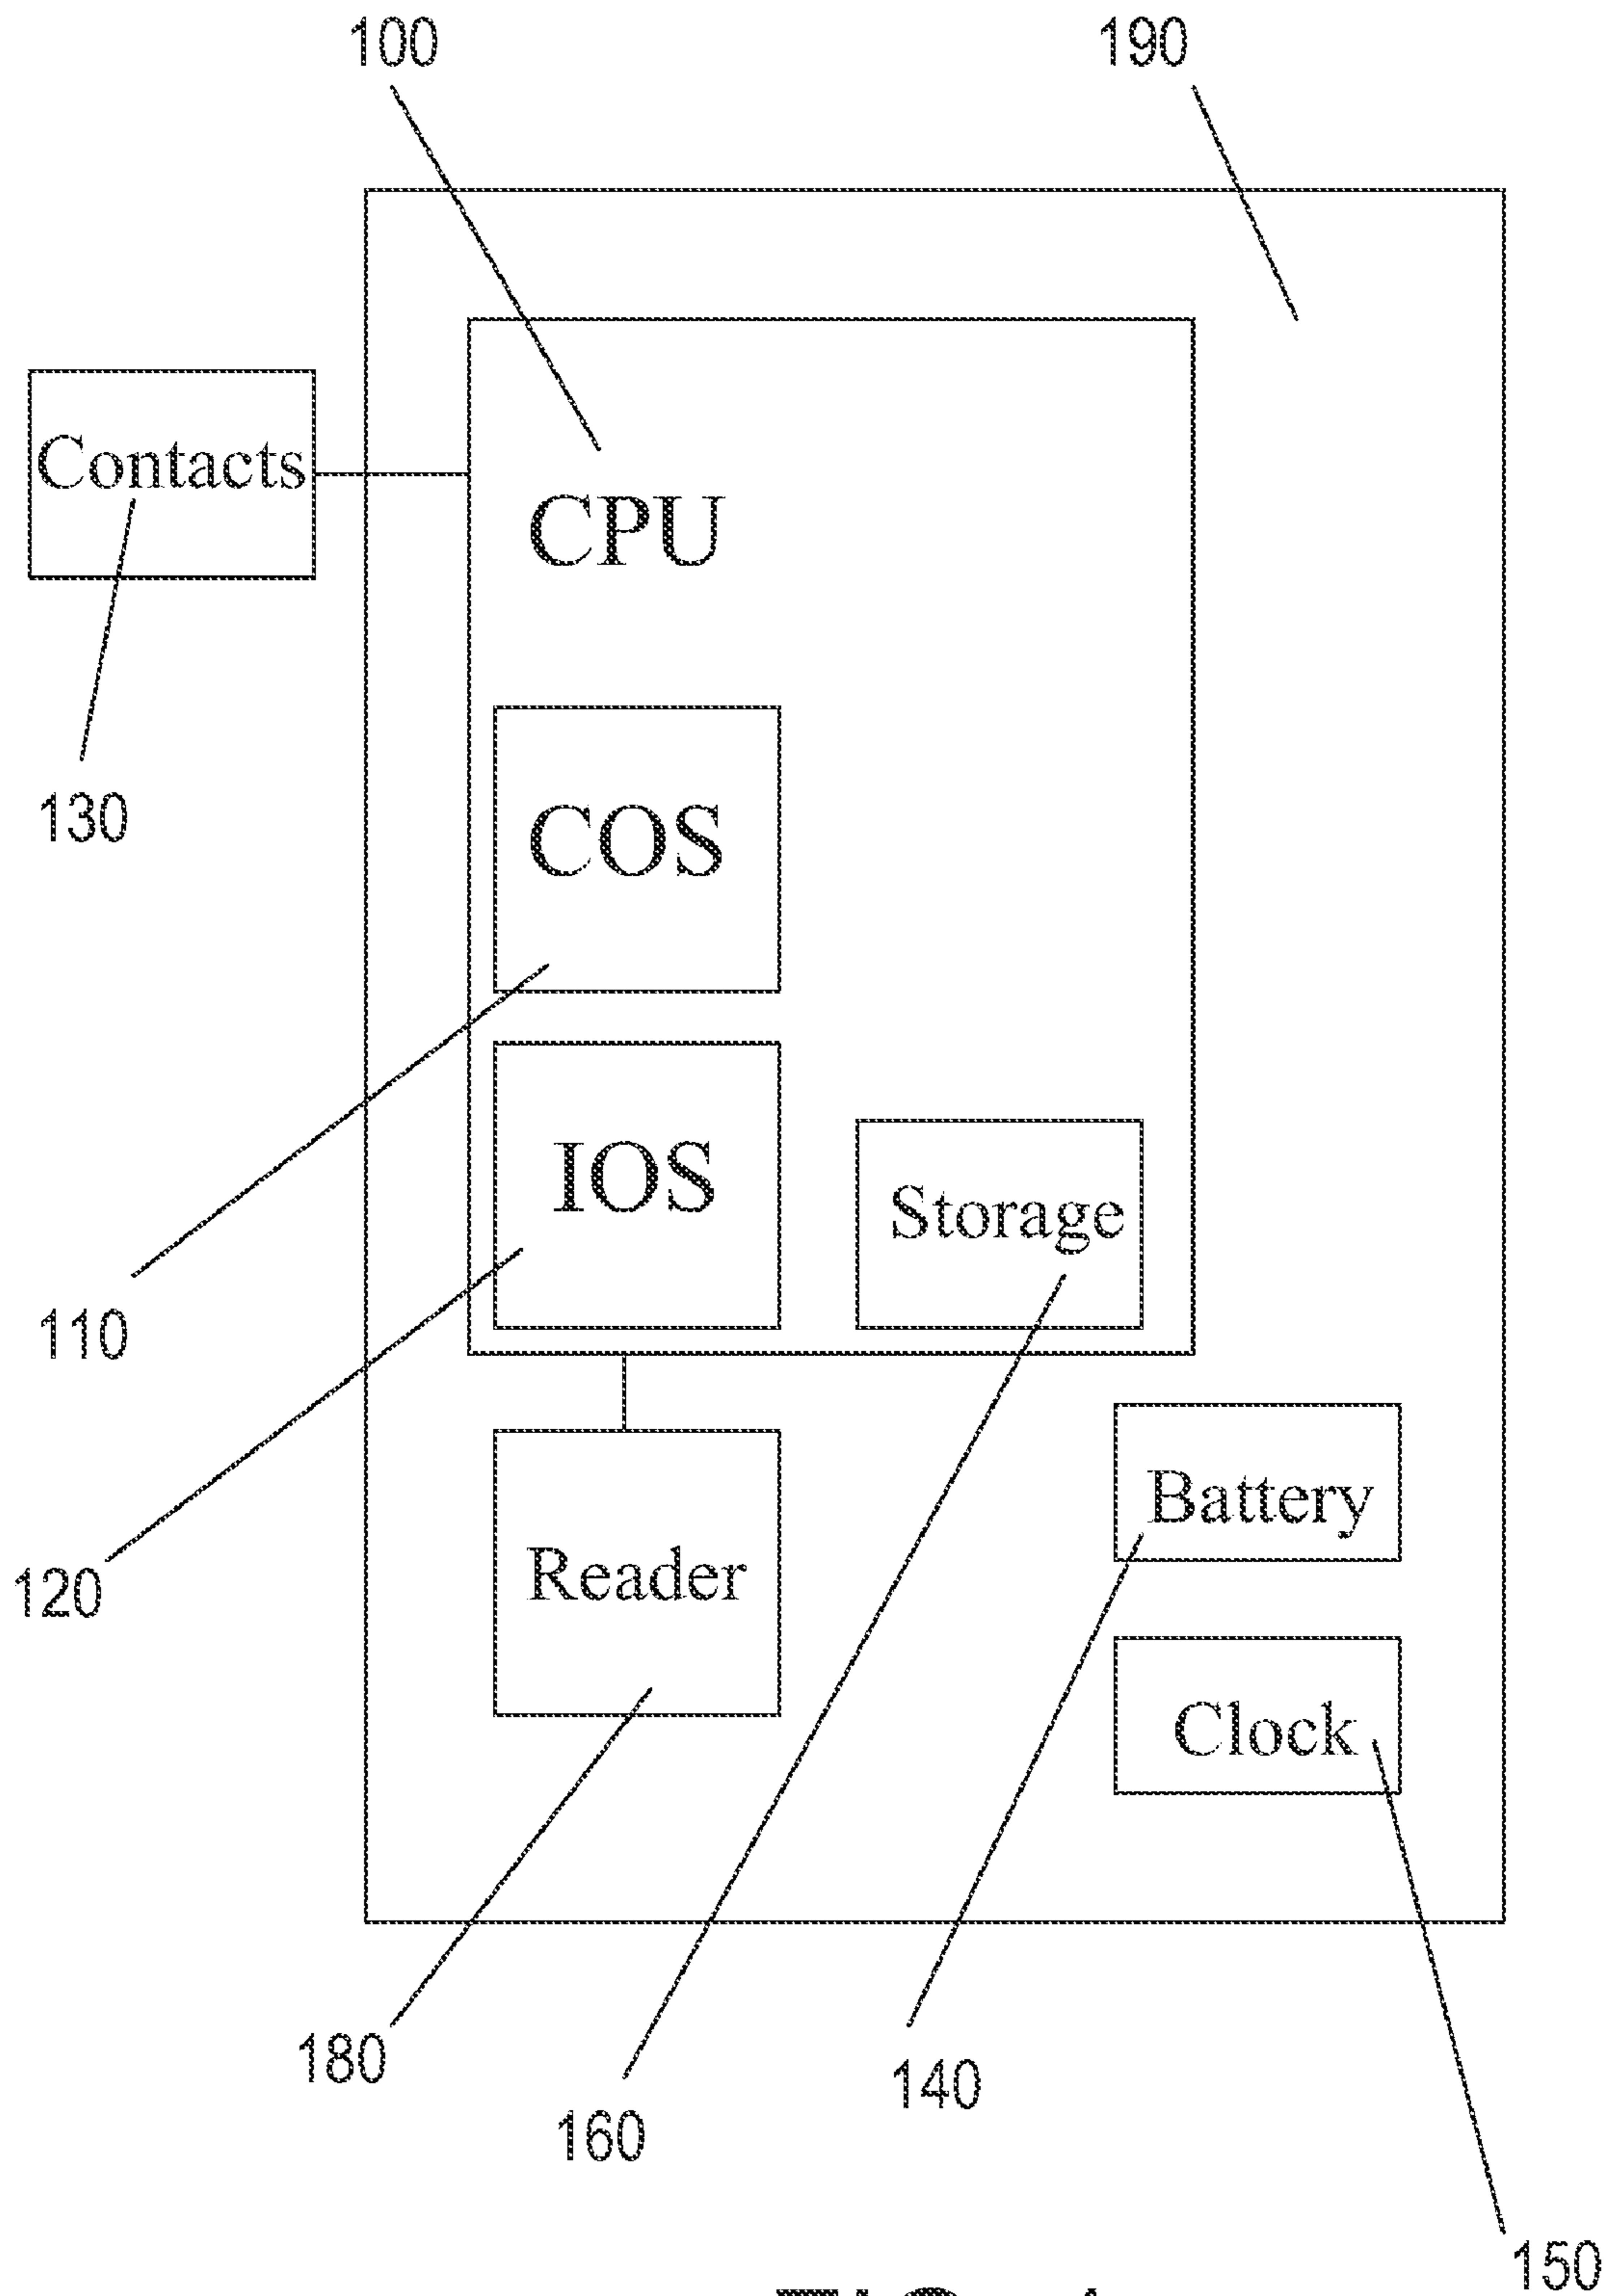 100
190
Contacts
CPU
130
COS
110
IOS
Storage
120
Battery
Reader
Clock
180
140
160
150